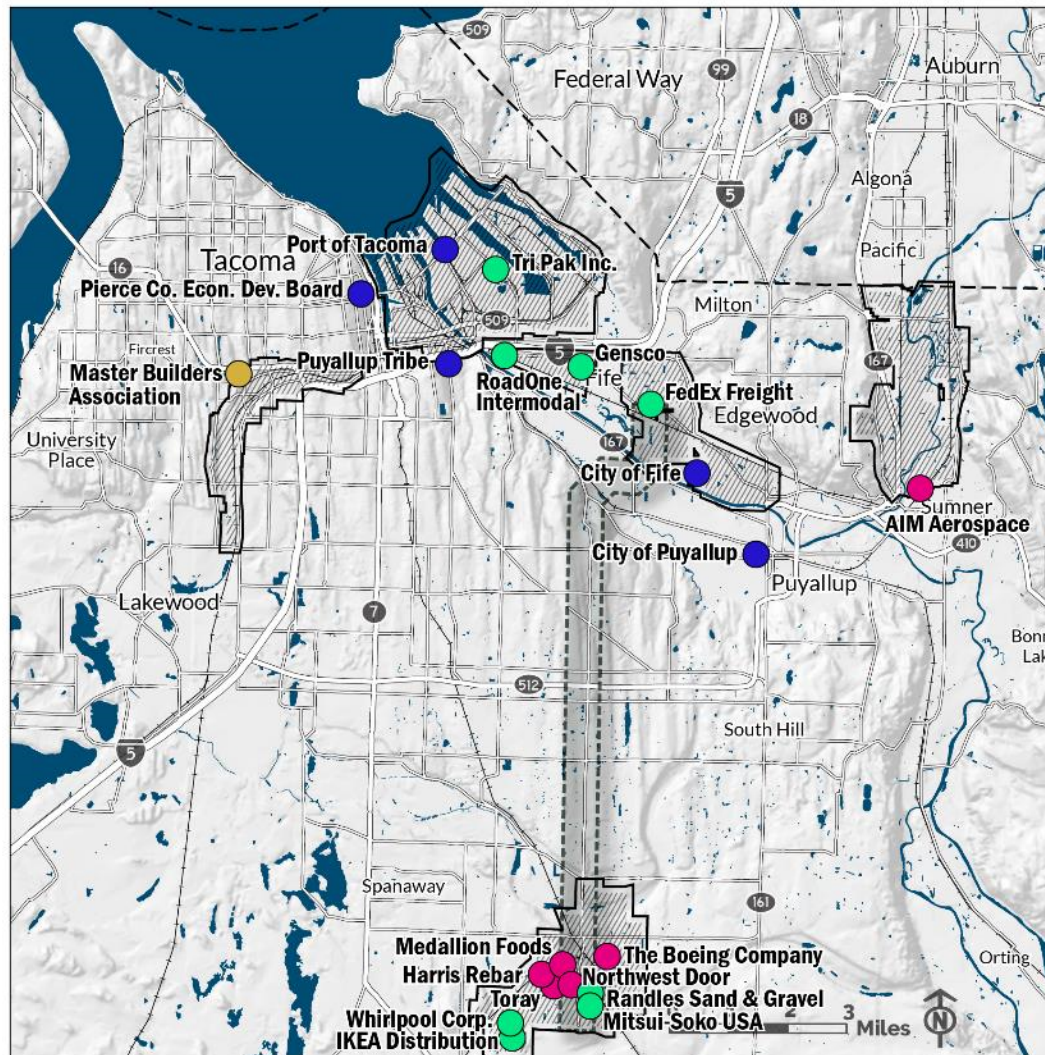 509
Federal Way
99
Auburn
18
5
Algona
Pacific
Port of Tacoma
Tri Pak Inc.
16
Tacoma
Pierce Co. Econ. Dev. Board
Milton
509
167
Fircrest
5
Gensco
Fife
Master Builders
Association
Puyallup Tribe
RoadOne
Intermodal
FedEx Freight
Edgewood
University
Place
167
City of Fife
Sumner
AIM Aerospace
410
City of Puyallup
Puyallup
Lakewood
7
512
South Hill
5
Spanaway
161
Medallion Foods
The Boeing Company
Harris Rebar
Northwest Door
Toray
Randles Sand & Gravel
Orting
Whirlpool Corp.
Mitsui-Soko USA
2 3 Miles
N
IKEA Distribution